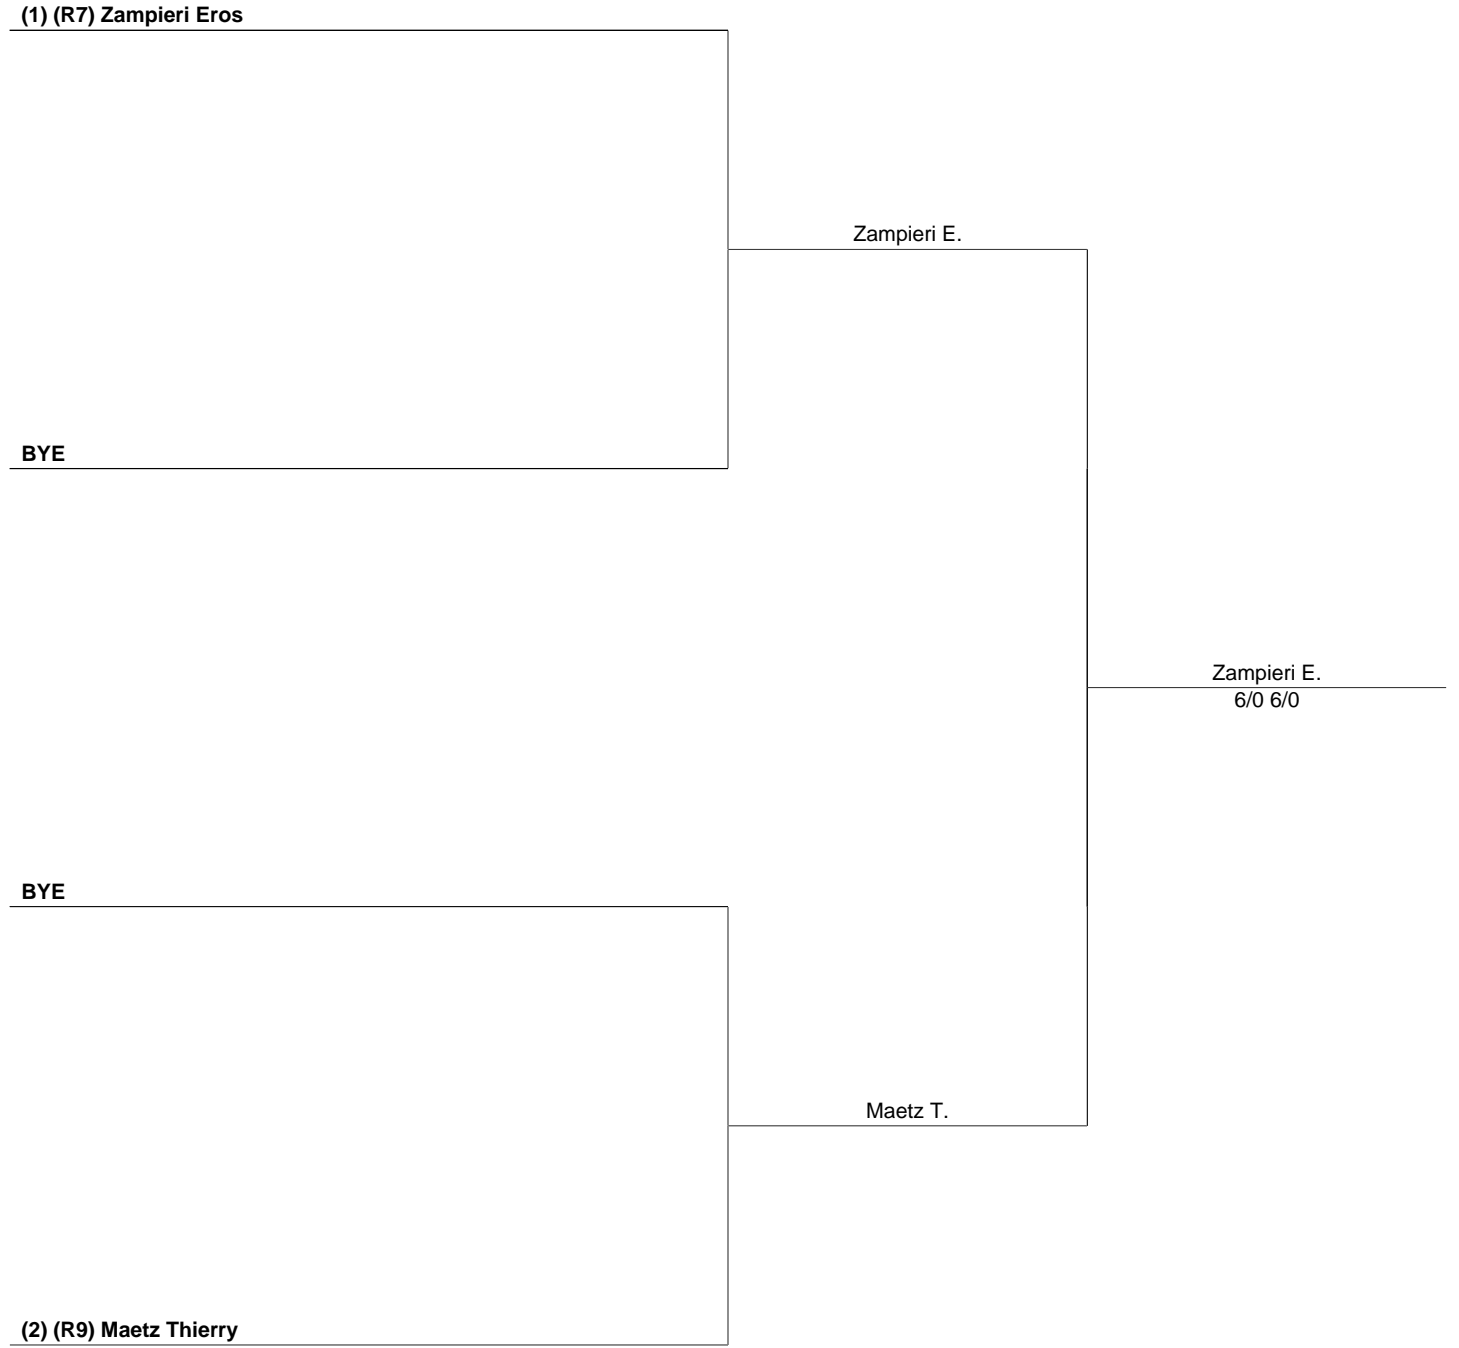 (1) (R7) Zampieri Eros
Zampieri E.
BYE
Zampieri E.
6/0 6/0
BYE
Maetz T.
(2) (R9) Maetz Thierry